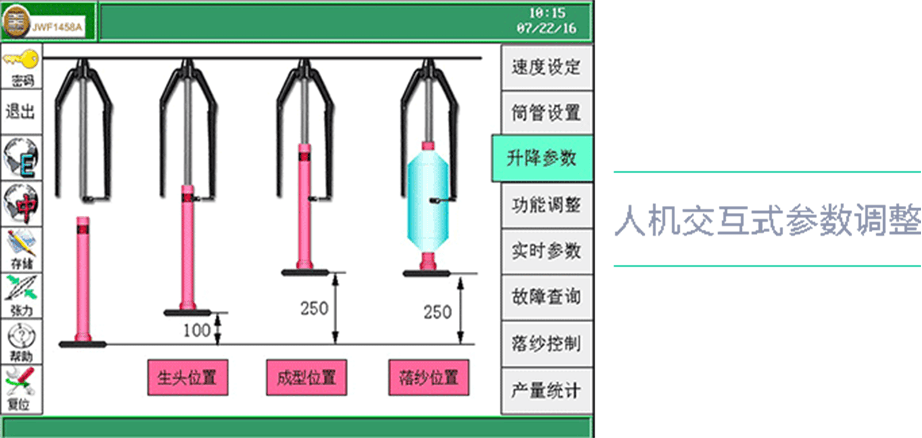 JWF1458A
10:15
07/22/16
密码
退出
E
中
存储
张力
帮助
复位
100
250
250
生头位置
成型位置
落纱位置
速度设定
筒管设置
升降参数
功能调整
实时参数
故障查询
落纱控制
产量统计
人机交互式参数调整